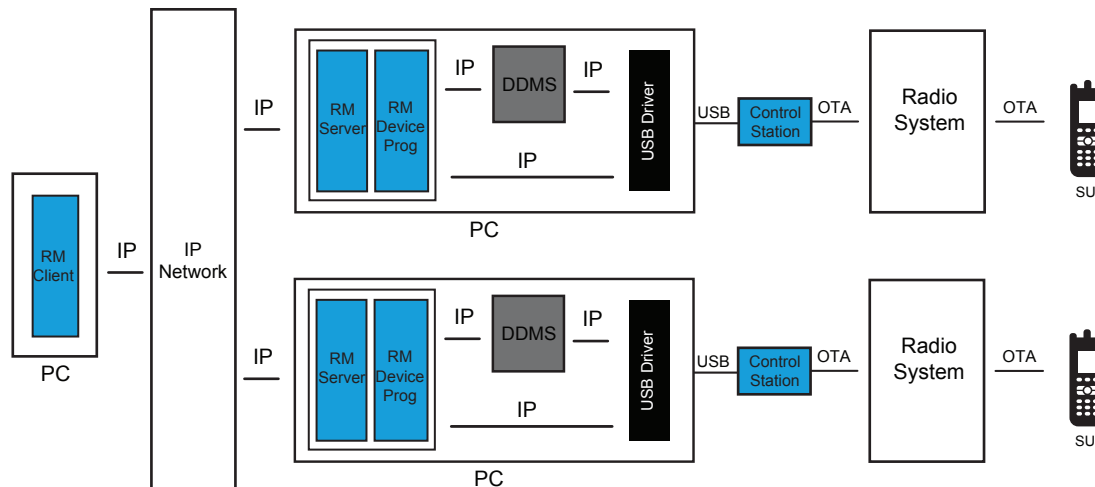 IP
RM
Server
RM
Device
Prog
IP
DDMS
IP
USB Driver
IP
PC
USB
Control
Station
OTA
Radio
System
OTA
SU
RM
Client
PC
IP
IP
Network
IP
RM
Server
RM
Device
Prog
IP
DDMS
IP
USB Driver
IP
PC
USB
Control
Station
OTA
Radio
System
OTA
SU